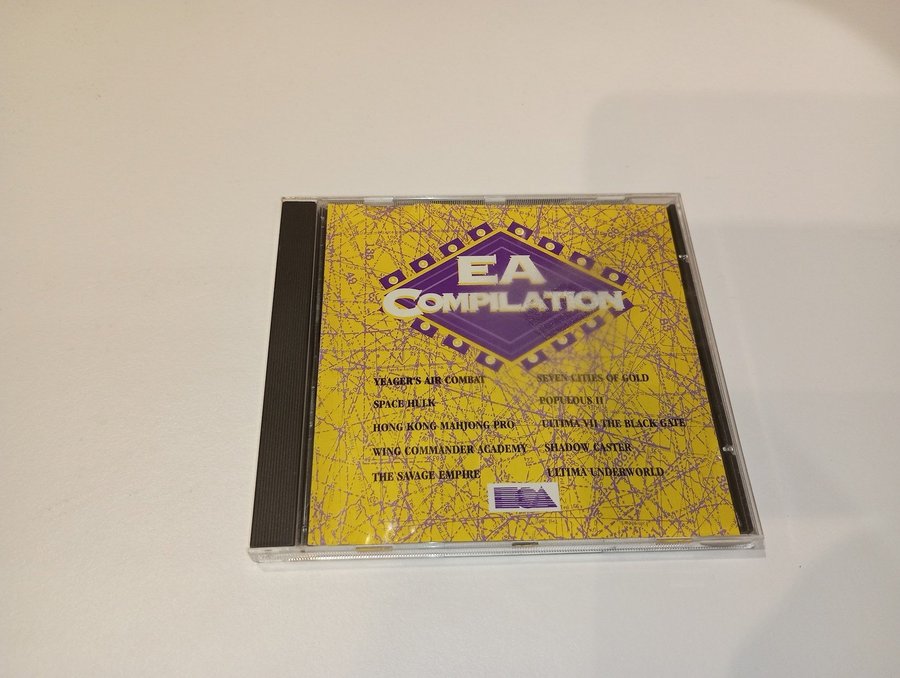 EA
COMPILATION
YEAGER'S AIR COMBAT
SPACE HULK
HONG KONG MAHJONG PRO
WING COMMANDER ACADEMY
THE SAVAGE EMPIRE
SEVEN CITIES OF GOLD
POPULOUS II
ULTIMA VII THE BLACK GATE
SHADOW CASTER
ULTIMA UNDERWORLD
EA